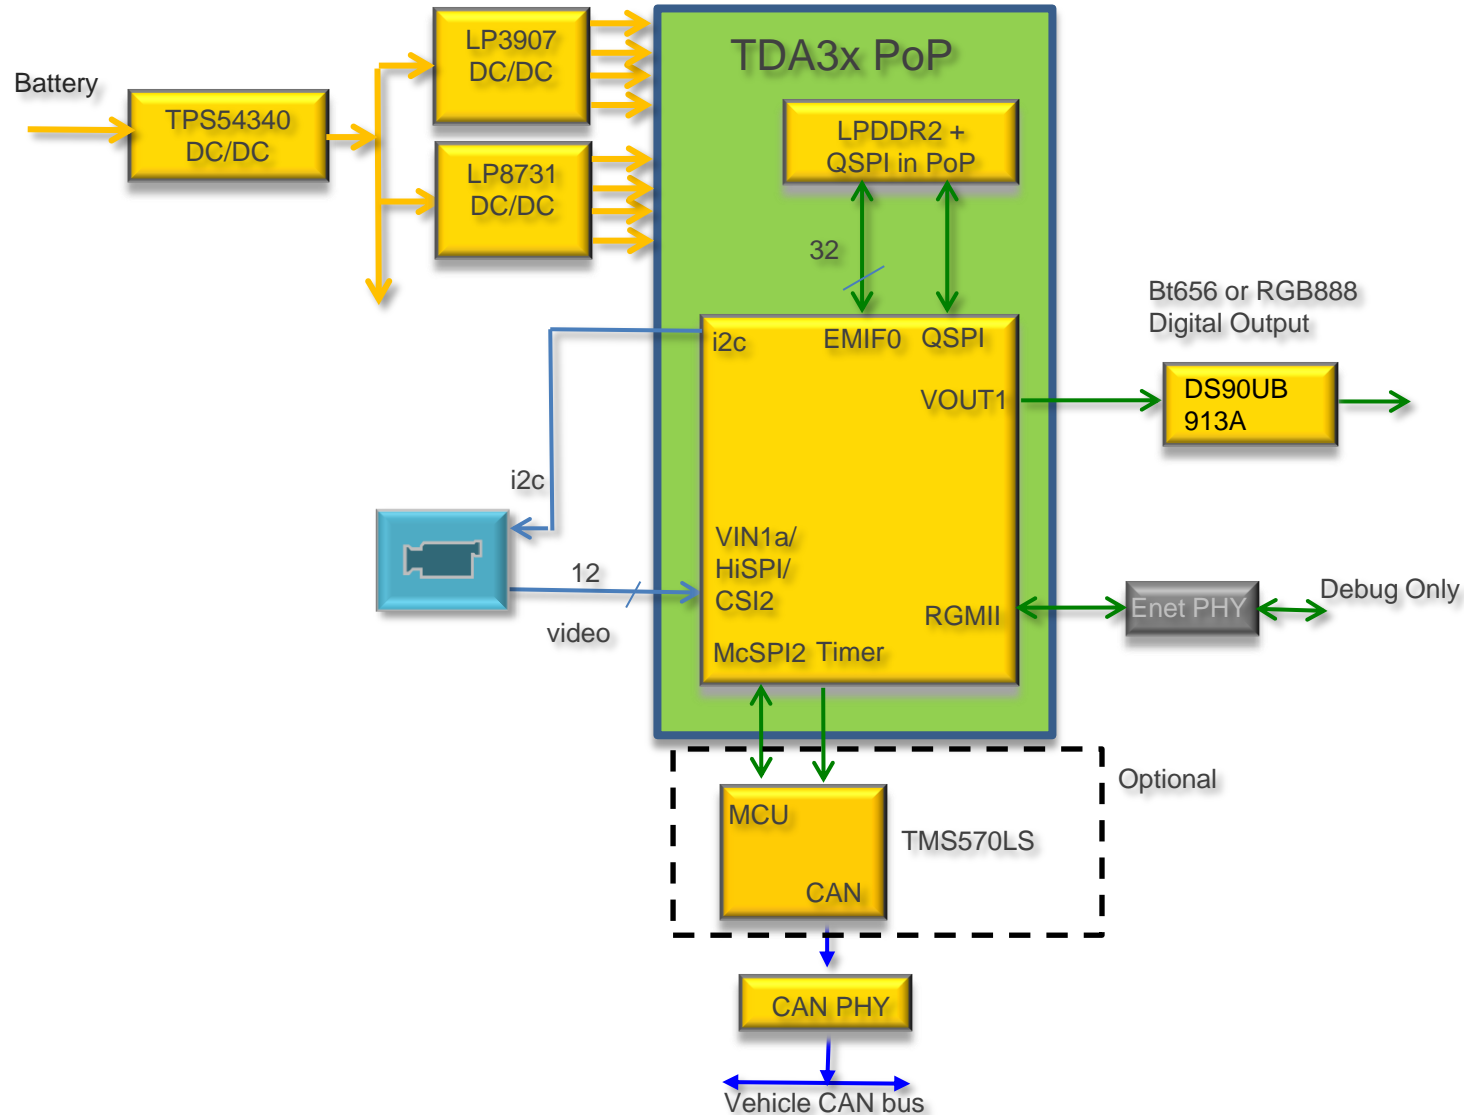 Battery
TPS54340
DC/DC
LP3907
DC/DC
LP8731
DC/DC
TDA3x PoP
LPDDR2 +
QSPI in PoP
32
i2c
EMIF0
QSPI
VOUT1
Bt656 or RGB888
Digital Output
DS90UB
913A
i2c
12
video
VIN1a/
HiSPI/
CSI2
RGMII
McSPI2
Timer
Enet PHY
Debug Only
Optional
MCU
CAN
TMS570LS
CAN PHY
Vehicle CAN bus